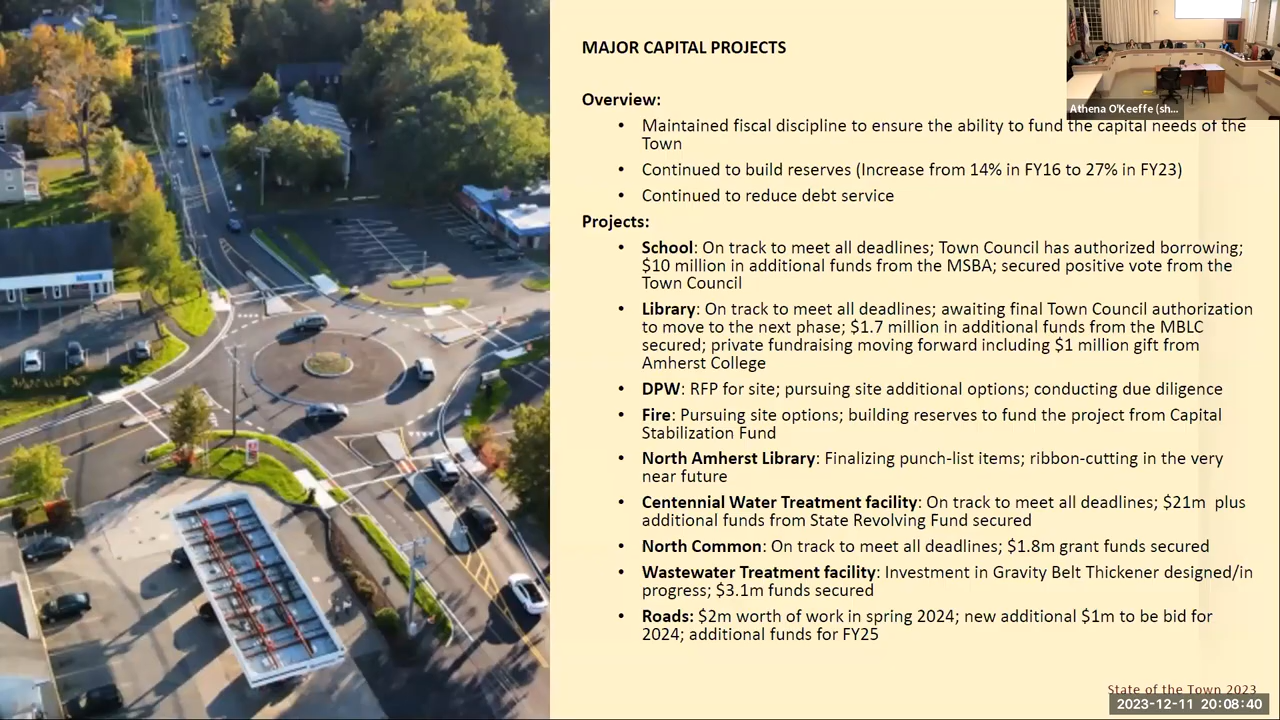 MAJOR CAPITAL PROJECTS
Athena O'Keeffe (sh...
Overview:
• Maintained fiscal discipline to ensure the ability to fund the capital needs of the
Town
• Continued to build reserves (Increase from 14% in FY16 to 27% in FY23)
• Continued to reduce debt service
Projects:
• School: On track to meet all deadlines; Town Council has authorized borrowing;
$10 million in additional funds from the MSBA; secured positive vote from the
Town Council
• Library: On track to meet all deadlines; awaiting final Town Council authorization
to move to the next phase; $1.7 million in additional funds from the MBLC
secured; private fundraising moving forward including $1 million gift from
Amherst College
• DPW: RFP for site; pursuing site additional options; conducting due diligence
• Fire: Pursuing site options; building reserves to fund the project from Capital
Stabilization Fund
• North Amherst Library: Finalizing punch-list items; ribbon-cutting in the very
near future
• Centennial Water Treatment facility: On track to meet all deadlines; $21m plus
additional funds from State Revolving Fund secured
• North Common: On track to meet all deadlines; $1.8m grant funds secured
• Wastewater Treatment facility: Investment in Gravity Belt Thickener designed/in
progress; $3.1m funds secured
• Roads: $2m worth of work in spring 2024; new additional $1m to be bid for
2024; additional funds for FY25
State of the Town 2023
2023-12-11 20:08:40